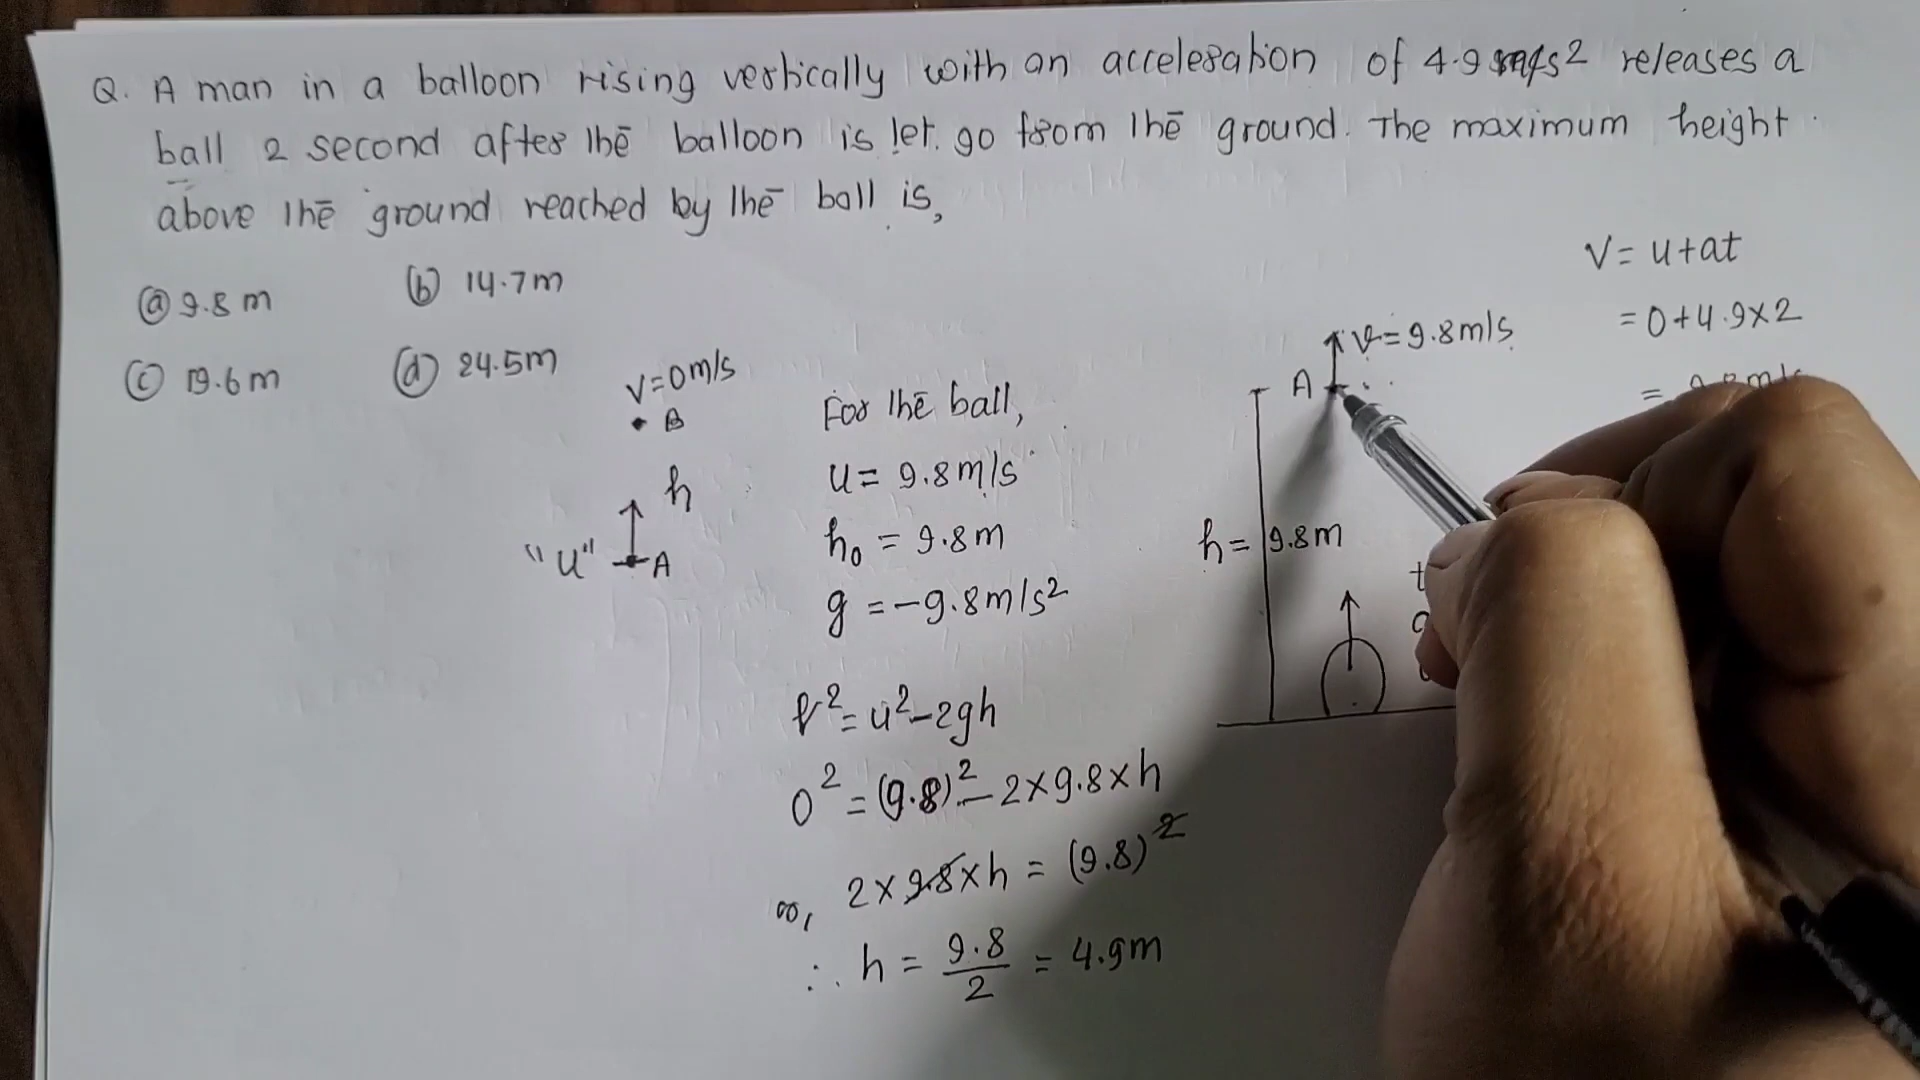 Q. A man in a balloon rising vertically with an acceleration of 4.9 m/s2 releases a
ball 2 second after the balloon is let go from the ground. The maximum height
above the ground reached by the ball is,
(a) 9.8 m
(b) 14.7m
(c) 19.6m
(d) 24.5m
V=0m/s
• B
h
"u"
A
For the ball,
u = 9.8m/s
h₀ = 9.8m
g = -9.8m/s²
v² = u² - 2gh
0² = (9.8)² - 2×9.8×h
or, 2×9.8×h = (9.8)²
∴ h = 9.8/2 = 4.9m
V = u+at
= 0+4.9×2
=
v = 9.8m/s
A
h = 9.8m
t